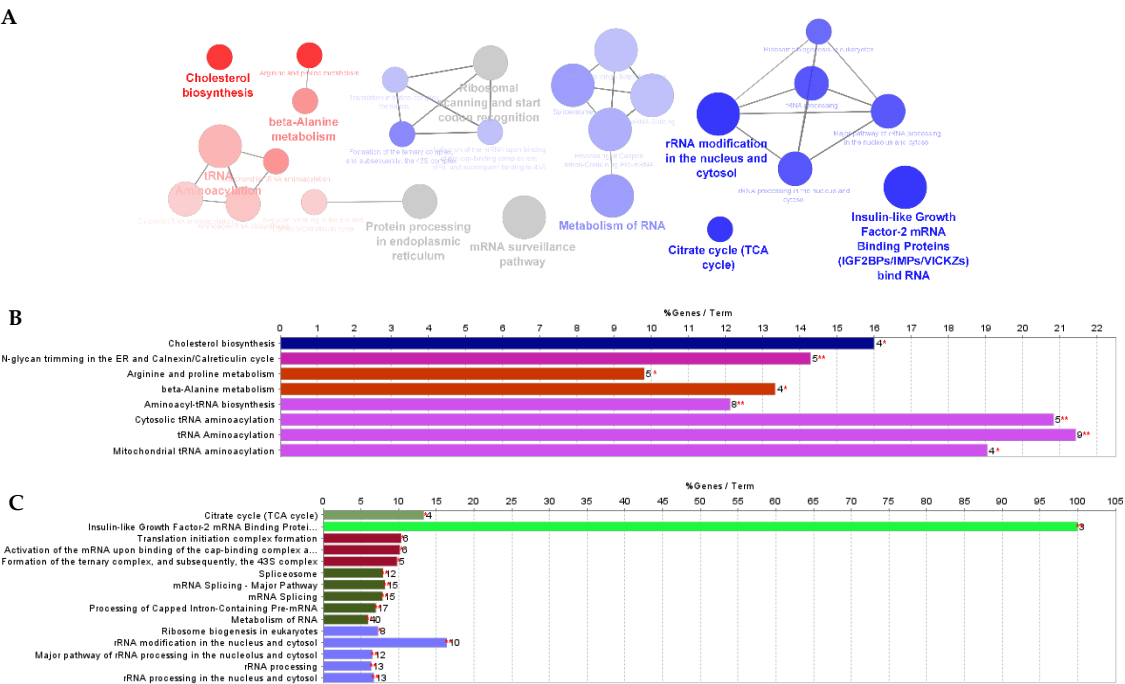 A
Cholesterol
biosynthesis
Arginine and proline metabolism
beta-Alanine
metabolism
tRNA
Aminoacylation
Ribosomal
scanning and start
codon recognition
Formation of the ternary complex,
and subsequently, the 43S complex
Protein processing
in endoplasmic
reticulum
mRNA surveillance
pathway
Metabolism of RNA
Ribosome biogenesis in eukaryotes
rRNA processing
Major pathway of rRNA processing
in the nucleolus and cytosol
rRNA modification
in the nucleus and
cytosol
rRNA processing in the nucleus and
cytosol
Citrate cycle (TCA
cycle)
Insulin-like Growth
Factor-2 mRNA
Binding Proteins
(IGF2BPs/IMPs/VICKZs)
bind RNA
B
%Genes / Term
0 1 2 3 4 5 6 7 8 9 10 11 12 13 14 15 16 17 18 19 20 21 22
Cholesterol biosynthesis 4*
N-glycan trimming in the ER and Calnexin/Calreticulin cycle 5**
Arginine and proline metabolism 5*
beta-Alanine metabolism 4*
Aminoacyl-tRNA biosynthesis 8**
Cytosolic tRNA aminoacylation 5**
tRNA Aminoacylation 9**
Mitochondrial tRNA aminoacylation 4*
C
%Genes / Term
0 5 10 15 20 25 30 35 40 45 50 55 60 65 70 75 80 85 90 95 100 105
Citrate cycle (TCA cycle) *4
Insulin-like Growth Factor-2 mRNA Binding Protei... *3
Translation initiation complex formation *6
Activation of the mRNA upon binding of the cap-binding complex a... *6
Formation of the ternary complex, and subsequently, the 43S complex *5
Spliceosome **12
mRNA Splicing - Major Pathway **15
mRNA Splicing **15
Processing of Capped Intron-Containing Pre-mRNA **17
Metabolism of RNA **40
Ribosome biogenesis in eukaryotes *8
rRNA modification in the nucleus and cytosol **10
Major pathway of rRNA processing in the nucleolus and cytosol **12
rRNA processing **13
rRNA processing in the nucleus and cytosol **13